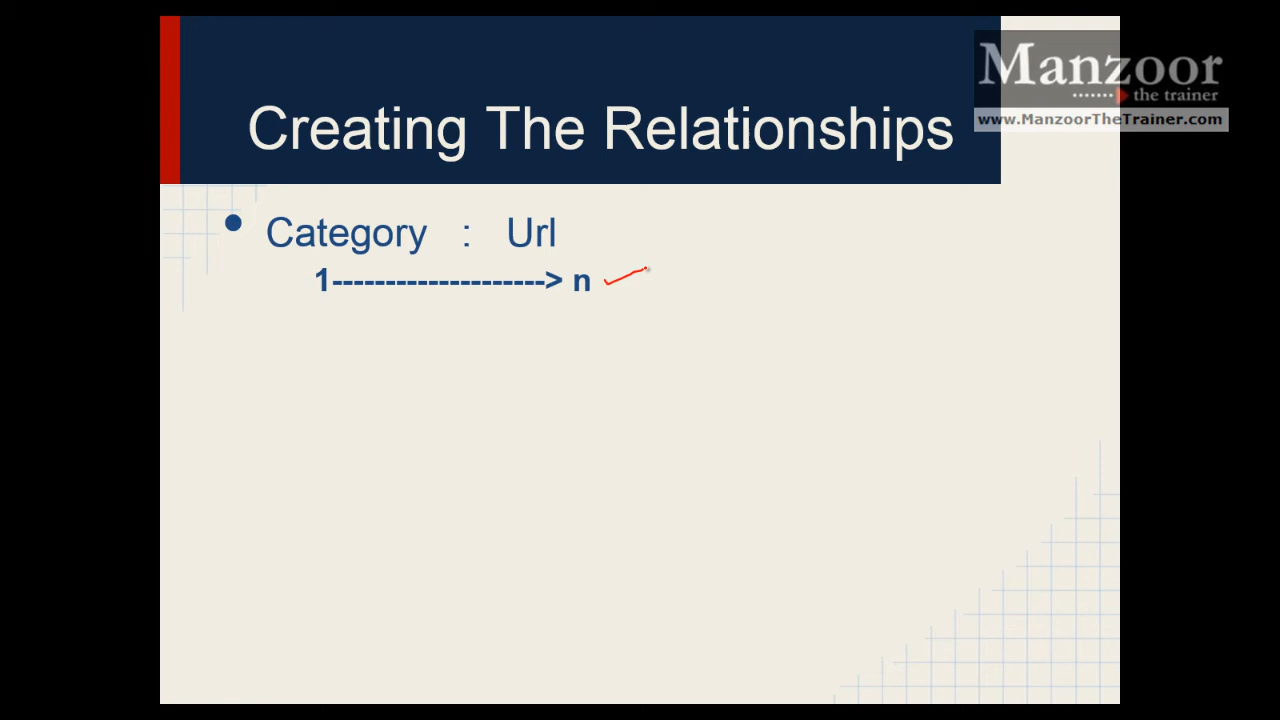 Manzoor
the trainer
www.ManzoorTheTrainer.com
Creating The Relationships
• Category : Url
1--------------------> n